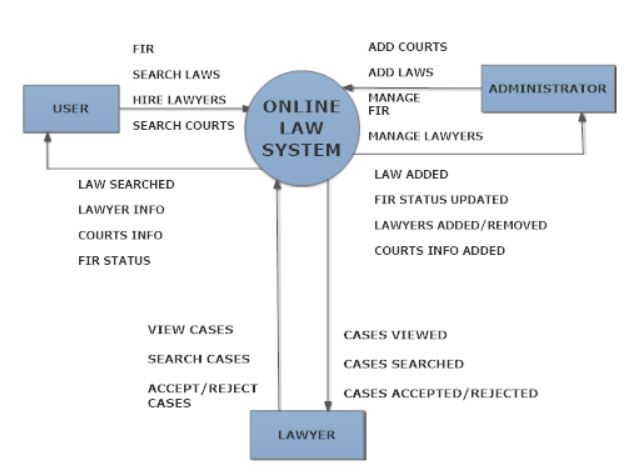 FIR
SEARCH LAWS
HIRE LAWYERS
SEARCH COURTS
USER
ONLINE
LAW
SYSTEM
ADD COURTS
ADD LAWS
MANAGE
FIR
MANAGE LAWYERS
ADMINISTRATOR
LAW SEARCHED
LAWYER INFO
COURTS INFO
FIR STATUS
LAW ADDED
FIR STATUS UPDATED
LAWYERS ADDED/REMOVED
COURTS INFO ADDED
VIEW CASES
SEARCH CASES
ACCEPT/REJECT
CASES
CASES VIEWED
CASES SEARCHED
CASES ACCEPTED/REJECTED
LAWYER